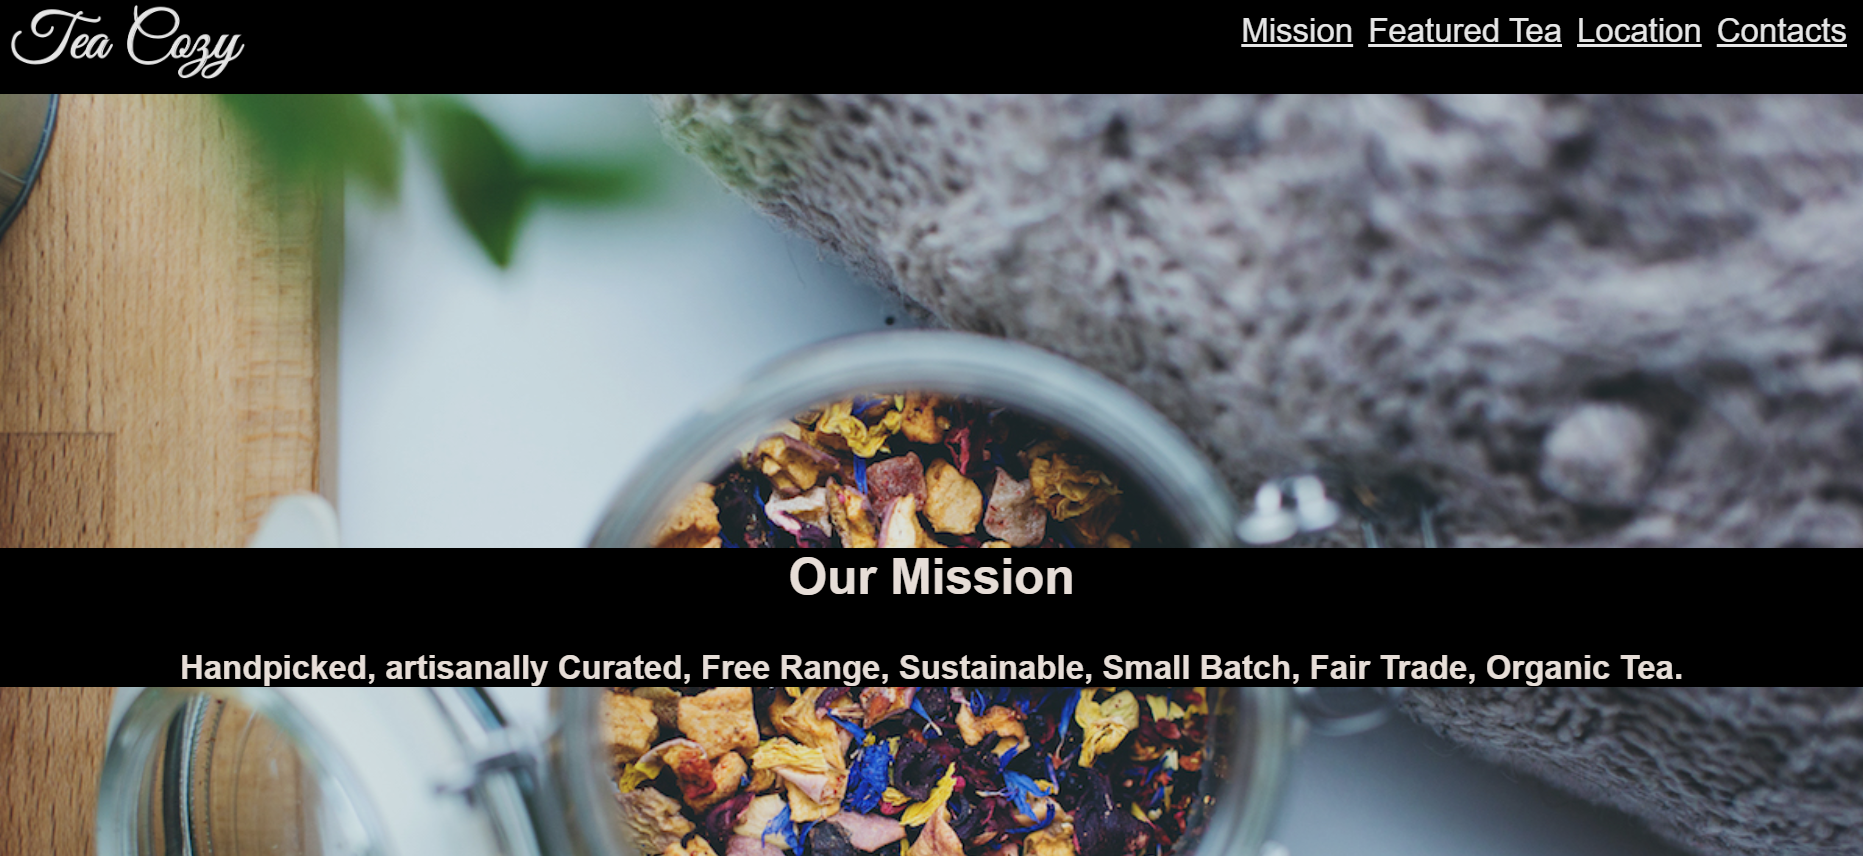 Tea Cozy
Mission Featured Tea Location Contacts
Our Mission
Handpicked, artisanally Curated, Free Range, Sustainable, Small Batch, Fair Trade, Organic Tea.